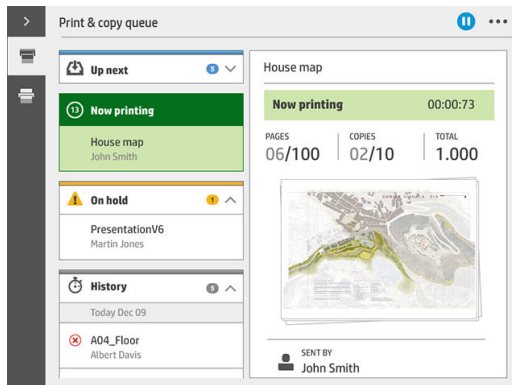 Print & copy queue
Up next
5
13
Now printing
House map
John Smith
On hold
1
PresentationV6
Martin Jones
History
5
Today Dec 09
A04_Floor
Albert Davis
House map
Now printing 00:00:73
PAGES COPIES TOTAL
06/100 02/10 1.000
SENT BY
John Smith